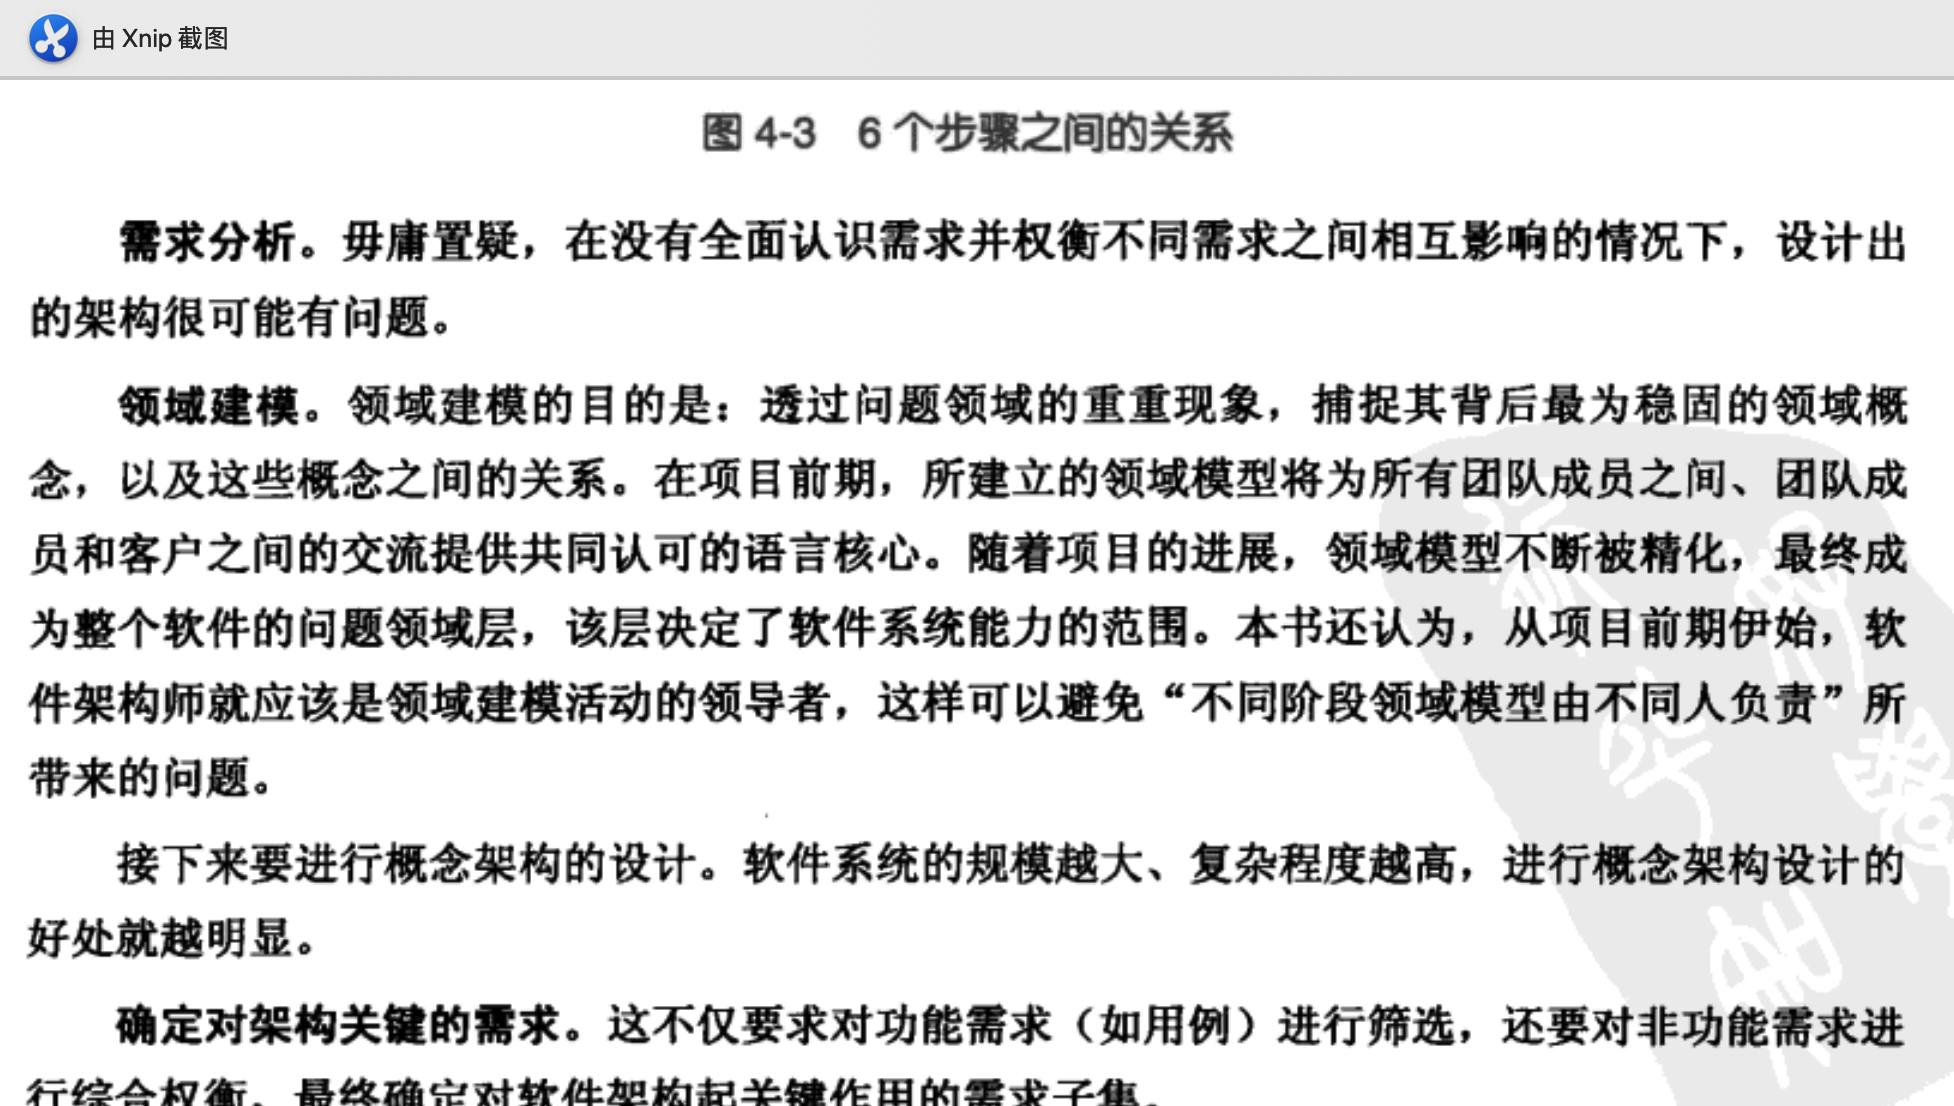 由 Xnip 截图
图 4-3 6 个步骤之间的关系
需求分析。毋庸置疑，在没有全面认识需求并权衡不同需求之间相互影响的情况下，设计出
的架构很可能有问题。
领域建模。领域建模的目的是：透过问题领域的重重现象，捕捉其背后最为稳固的领域概
念，以及这些概念之间的关系。在项目前期，所建立的领域模型将为所有团队成员之间、团队成
员和客户之间的交流提供共同认可的语言核心。随着项目的进展，领域模型不断被精化，最终成
为整个软件的问题领域层，该层决定了软件系统能力的范围。本书还认为，从项目前期伊始，软
件架构师就应该是领域建模活动的领导者，这样可以避免“不同阶段领域模型由不同人负责”所
带来的问题。
接下来要进行概念架构的设计。软件系统的规模越大、复杂程度越高，进行概念架构设计的
好处就越明显。
确定对架构关键的需求。这不仅要求对功能需求（如用例）进行筛选，还要对非功能需求进
行综合权衡，最终确定对软件架构起关键作用的需求子集。